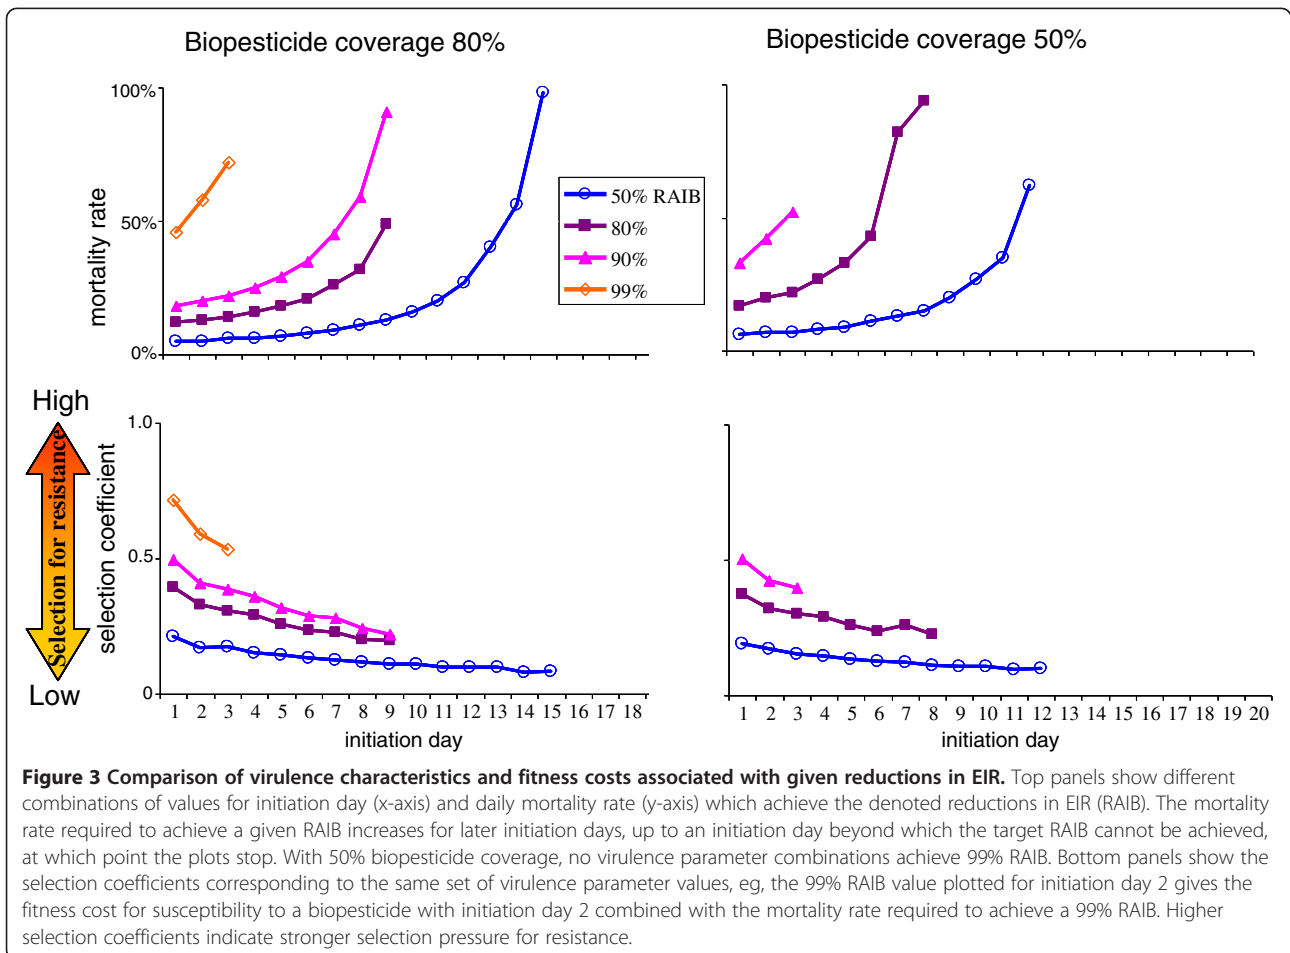 Biopesticide coverage 80%
Biopesticide coverage 50%
100%
50%
0%
mortality rate
50% RAIB
80%
90%
99%
High
Selection for resistance
Low
selection coefficient
1.0
0.5
0
1 2 3 4 5 6 7 8 9 10 11 12 13 14 15 16 17 18
initiation day
1 2 3 4 5 6 7 8 9 10 11 12 13 14 15 16 17 18 19 20
initiation day
Figure 3 Comparison of virulence characteristics and fitness costs associated with given reductions in EIR. Top panels show different
combinations of values for initiation day (x-axis) and daily mortality rate (y-axis) which achieve the denoted reductions in EIR (RAIB). The mortality
rate required to achieve a given RAIB increases for later initiation days, up to an initiation day beyond which the target RAIB cannot be achieved,
at which point the plots stop. With 50% biopesticide coverage, no virulence parameter combinations achieve 99% RAIB. Bottom panels show the
selection coefficients corresponding to the same set of virulence parameter values, eg, the 99% RAIB value plotted for initiation day 2 gives the
fitness cost for susceptibility to a biopesticide with initiation day 2 combined with the mortality rate required to achieve a 99% RAIB. Higher
selection coefficients indicate stronger selection pressure for resistance.